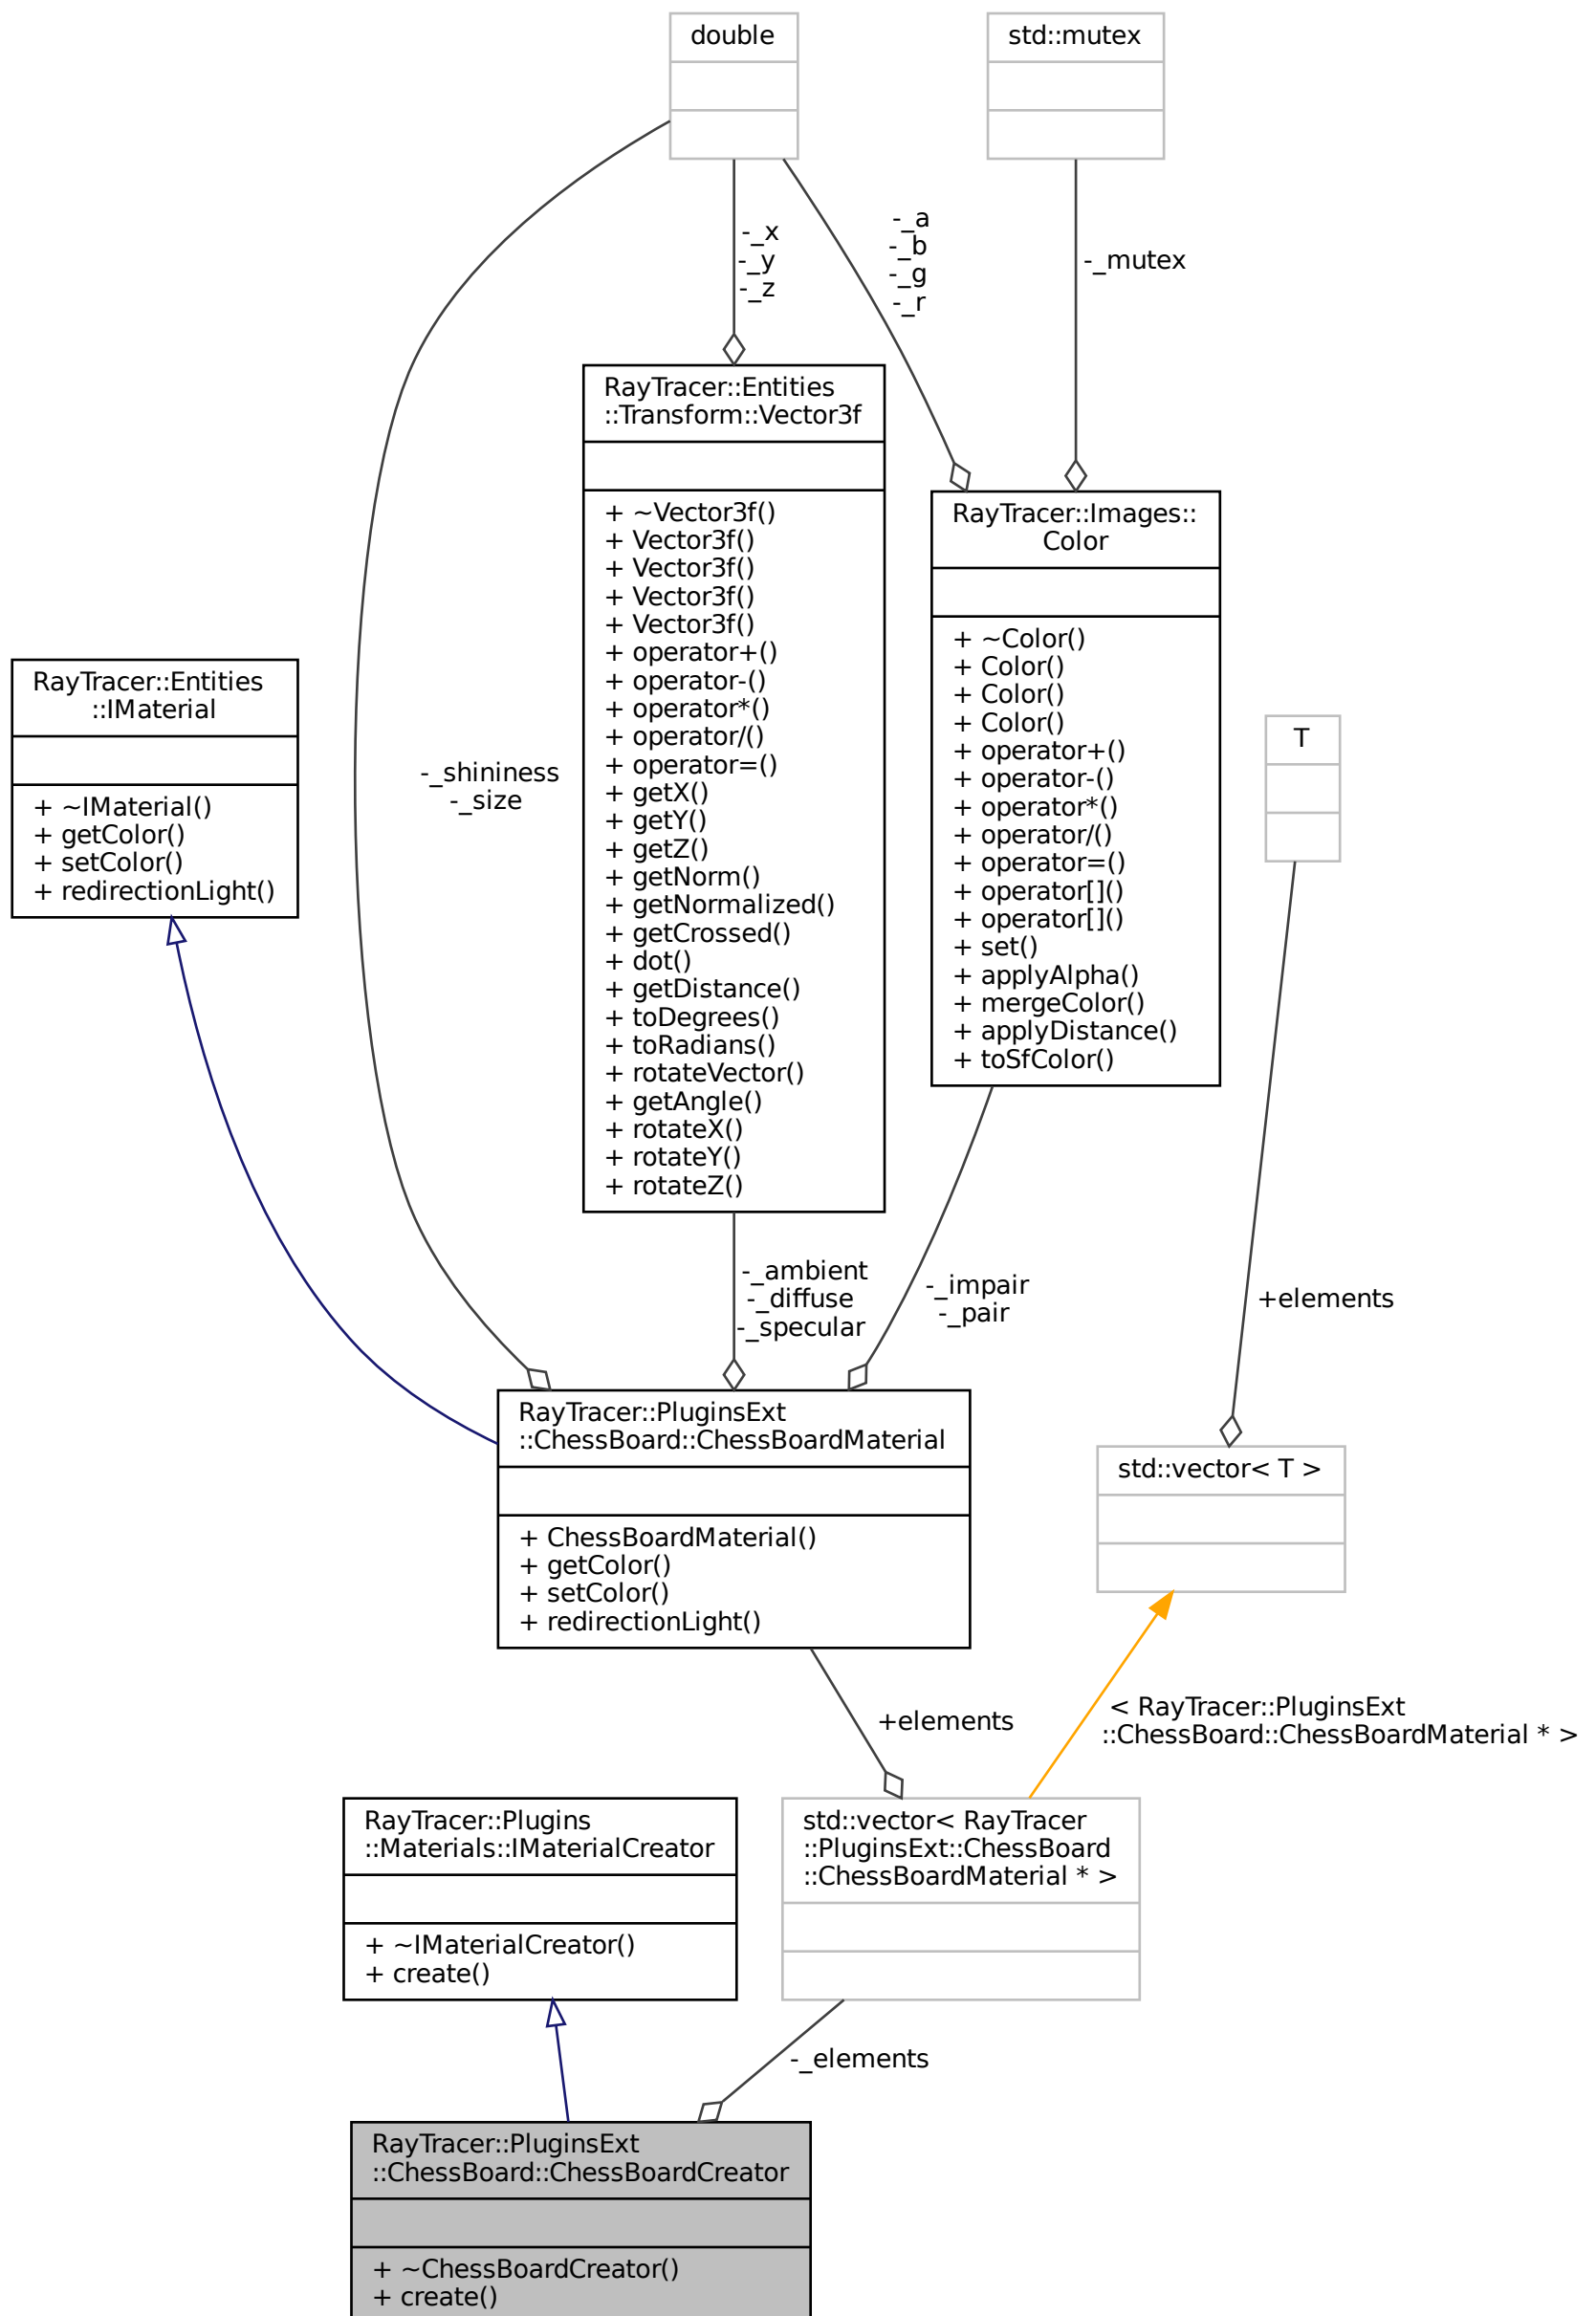 double
std::mutex
-_x
-_y
-_z
-_a
-_b
-_g
-_r
-_mutex
RayTracer::Entities
::Transform::Vector3f
+ ~Vector3f()
+ Vector3f()
+ Vector3f()
+ Vector3f()
+ Vector3f()
+ operator+()
+ operator-()
+ operator*()
+ operator/()
+ operator=()
+ getX()
+ getY()
+ getZ()
+ getNorm()
+ getNormalized()
+ getCrossed()
+ dot()
+ getDistance()
+ toDegrees()
+ toRadians()
+ rotateVector()
+ getAngle()
+ rotateX()
+ rotateY()
+ rotateZ()
RayTracer::Images::
Color
+ ~Color()
+ Color()
+ Color()
+ Color()
+ operator+()
+ operator-()
+ operator*()
+ operator/()
+ operator=()
+ operator[]()
+ operator[]()
+ set()
+ applyAlpha()
+ mergeColor()
+ applyDistance()
+ toSfColor()
RayTracer::Entities
::IMaterial
+ ~IMaterial()
+ getColor()
+ setColor()
+ redirectionLight()
-_shininess
-_size
T
-_ambient
-_diffuse
-_specular
-_impair
-_pair
+elements
RayTracer::PluginsExt
::ChessBoard::ChessBoardMaterial
+ ChessBoardMaterial()
+ getColor()
+ setColor()
+ redirectionLight()
std::vector< T >
+elements
< RayTracer::PluginsExt
::ChessBoard::ChessBoardMaterial * >
RayTracer::Plugins
::Materials::IMaterialCreator
+ ~IMaterialCreator()
+ create()
std::vector< RayTracer
::PluginsExt::ChessBoard
::ChessBoardMaterial * >
-_elements
RayTracer::PluginsExt
::ChessBoard::ChessBoardCreator
+ ~ChessBoardCreator()
+ create()